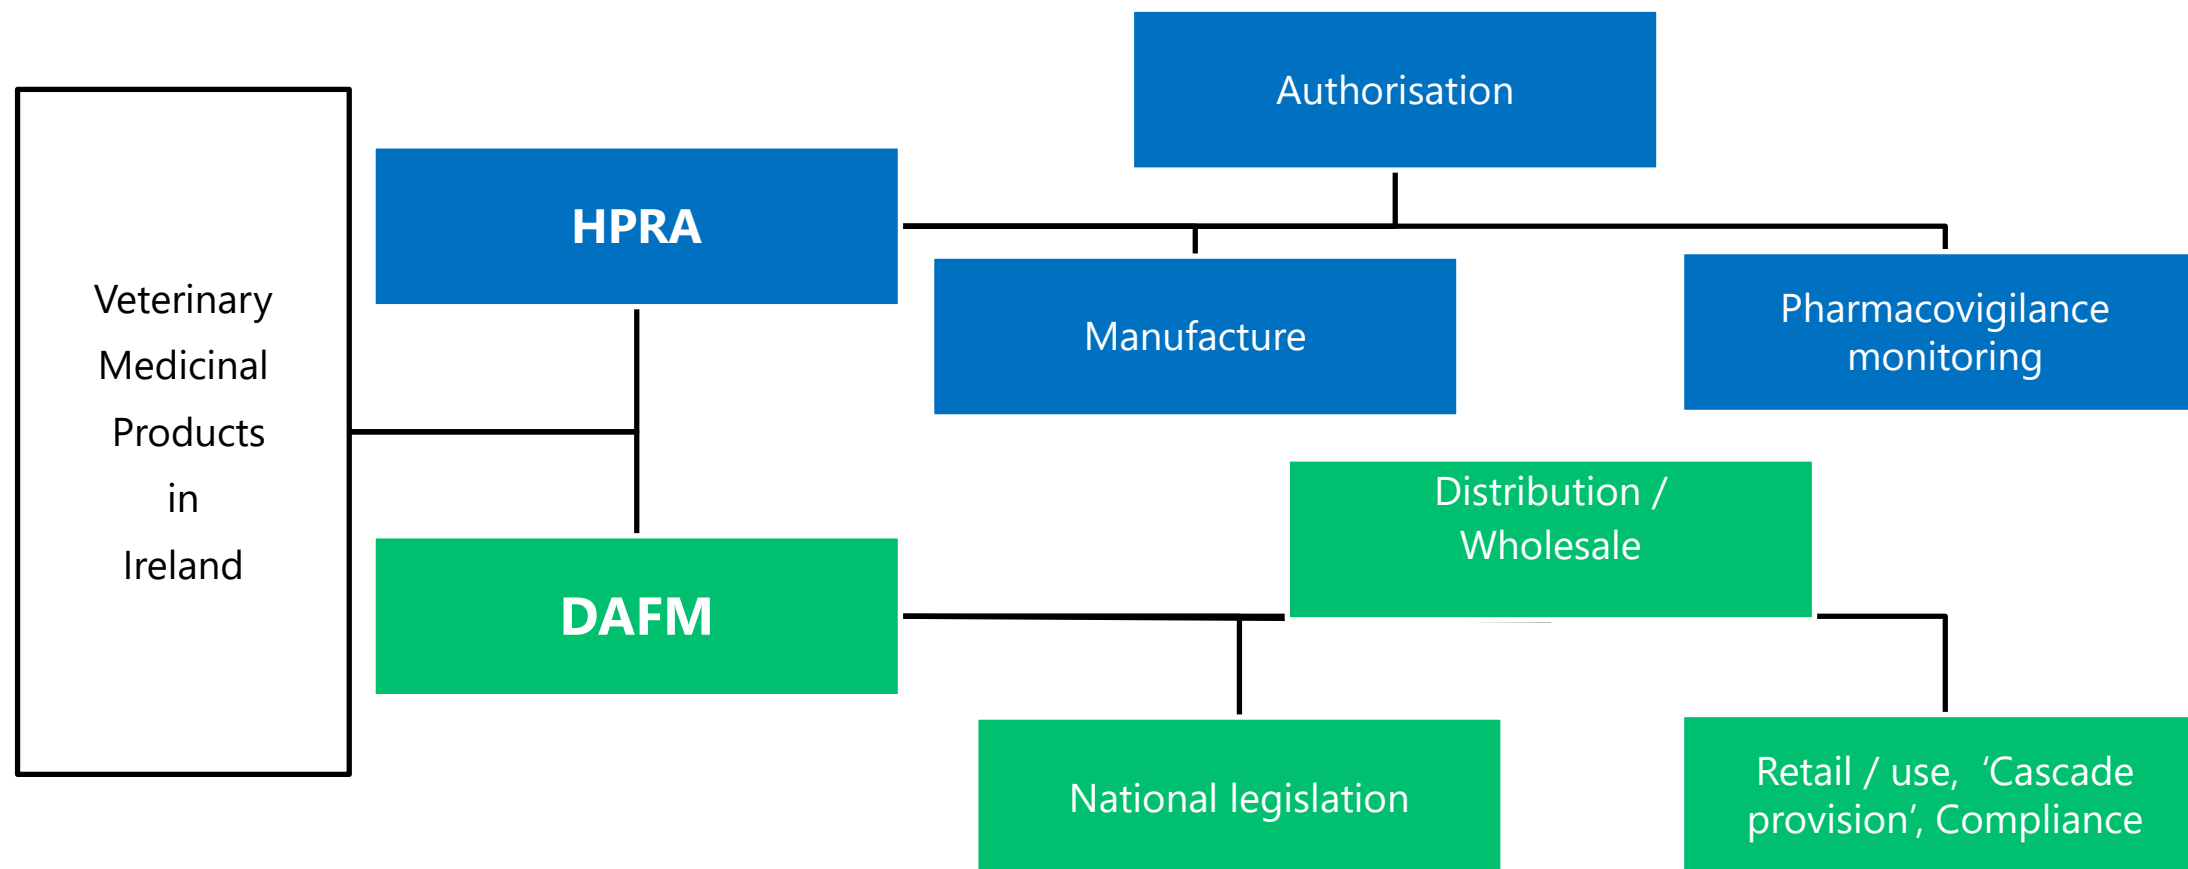 Veterinary
Medicinal
Products
in
Ireland
HPRA
Authorisation
Manufacture
Pharmacovigilance
monitoring
DAFM
Distribution /
Wholesale
National legislation
Retail / use,  ‘Cascade
provision’, Compliance